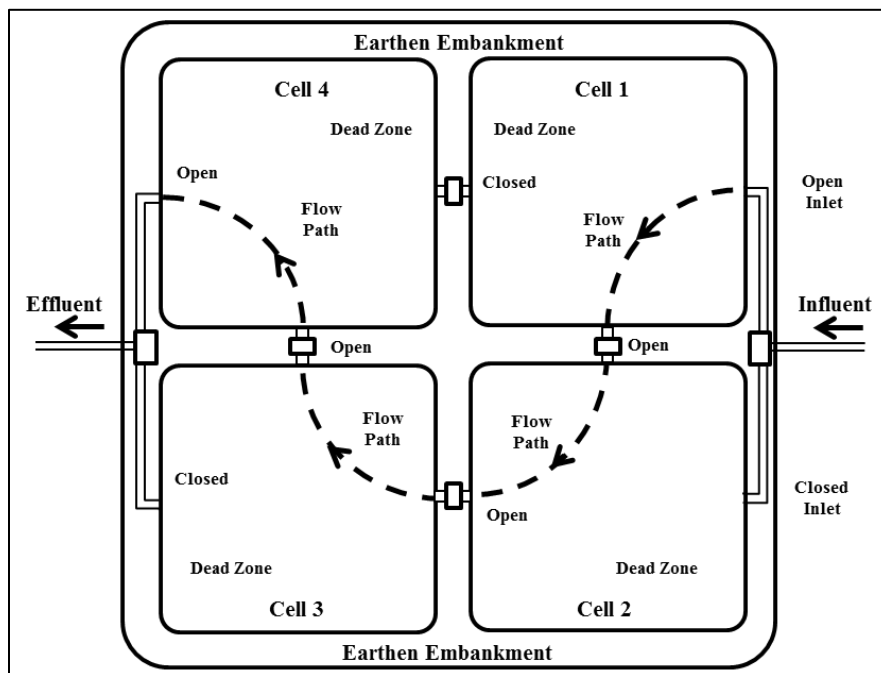 Earthen Embankment
Cell 4
Cell 1
Dead Zone
Dead Zone
Open
Closed
Open
Inlet
Flow
Path
Flow
Path
Effluent
Influent
Open
Open
Flow
Path
Flow
Path
Closed
Open
Closed
Inlet
Dead Zone
Dead Zone
Cell 3
Cell 2
Earthen Embankment